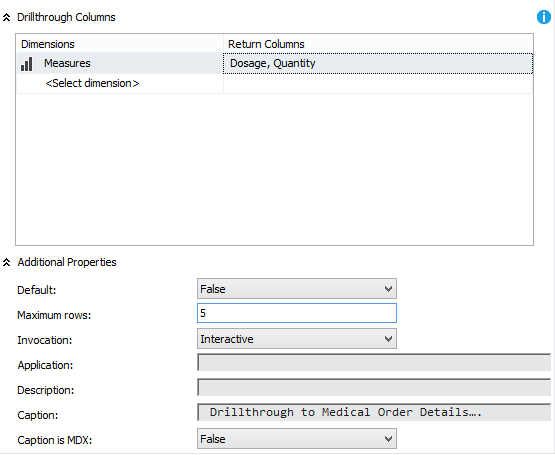 Drillthrough Columns
Dimensions Return Columns
Measures Dosage, Quantity
<Select dimension>
Additional Properties
Default: False
Maximum rows: 5
Invocation: Interactive
Application:
Description:
Caption: Drillthrough to Medical Order Details….
Caption is MDX: False